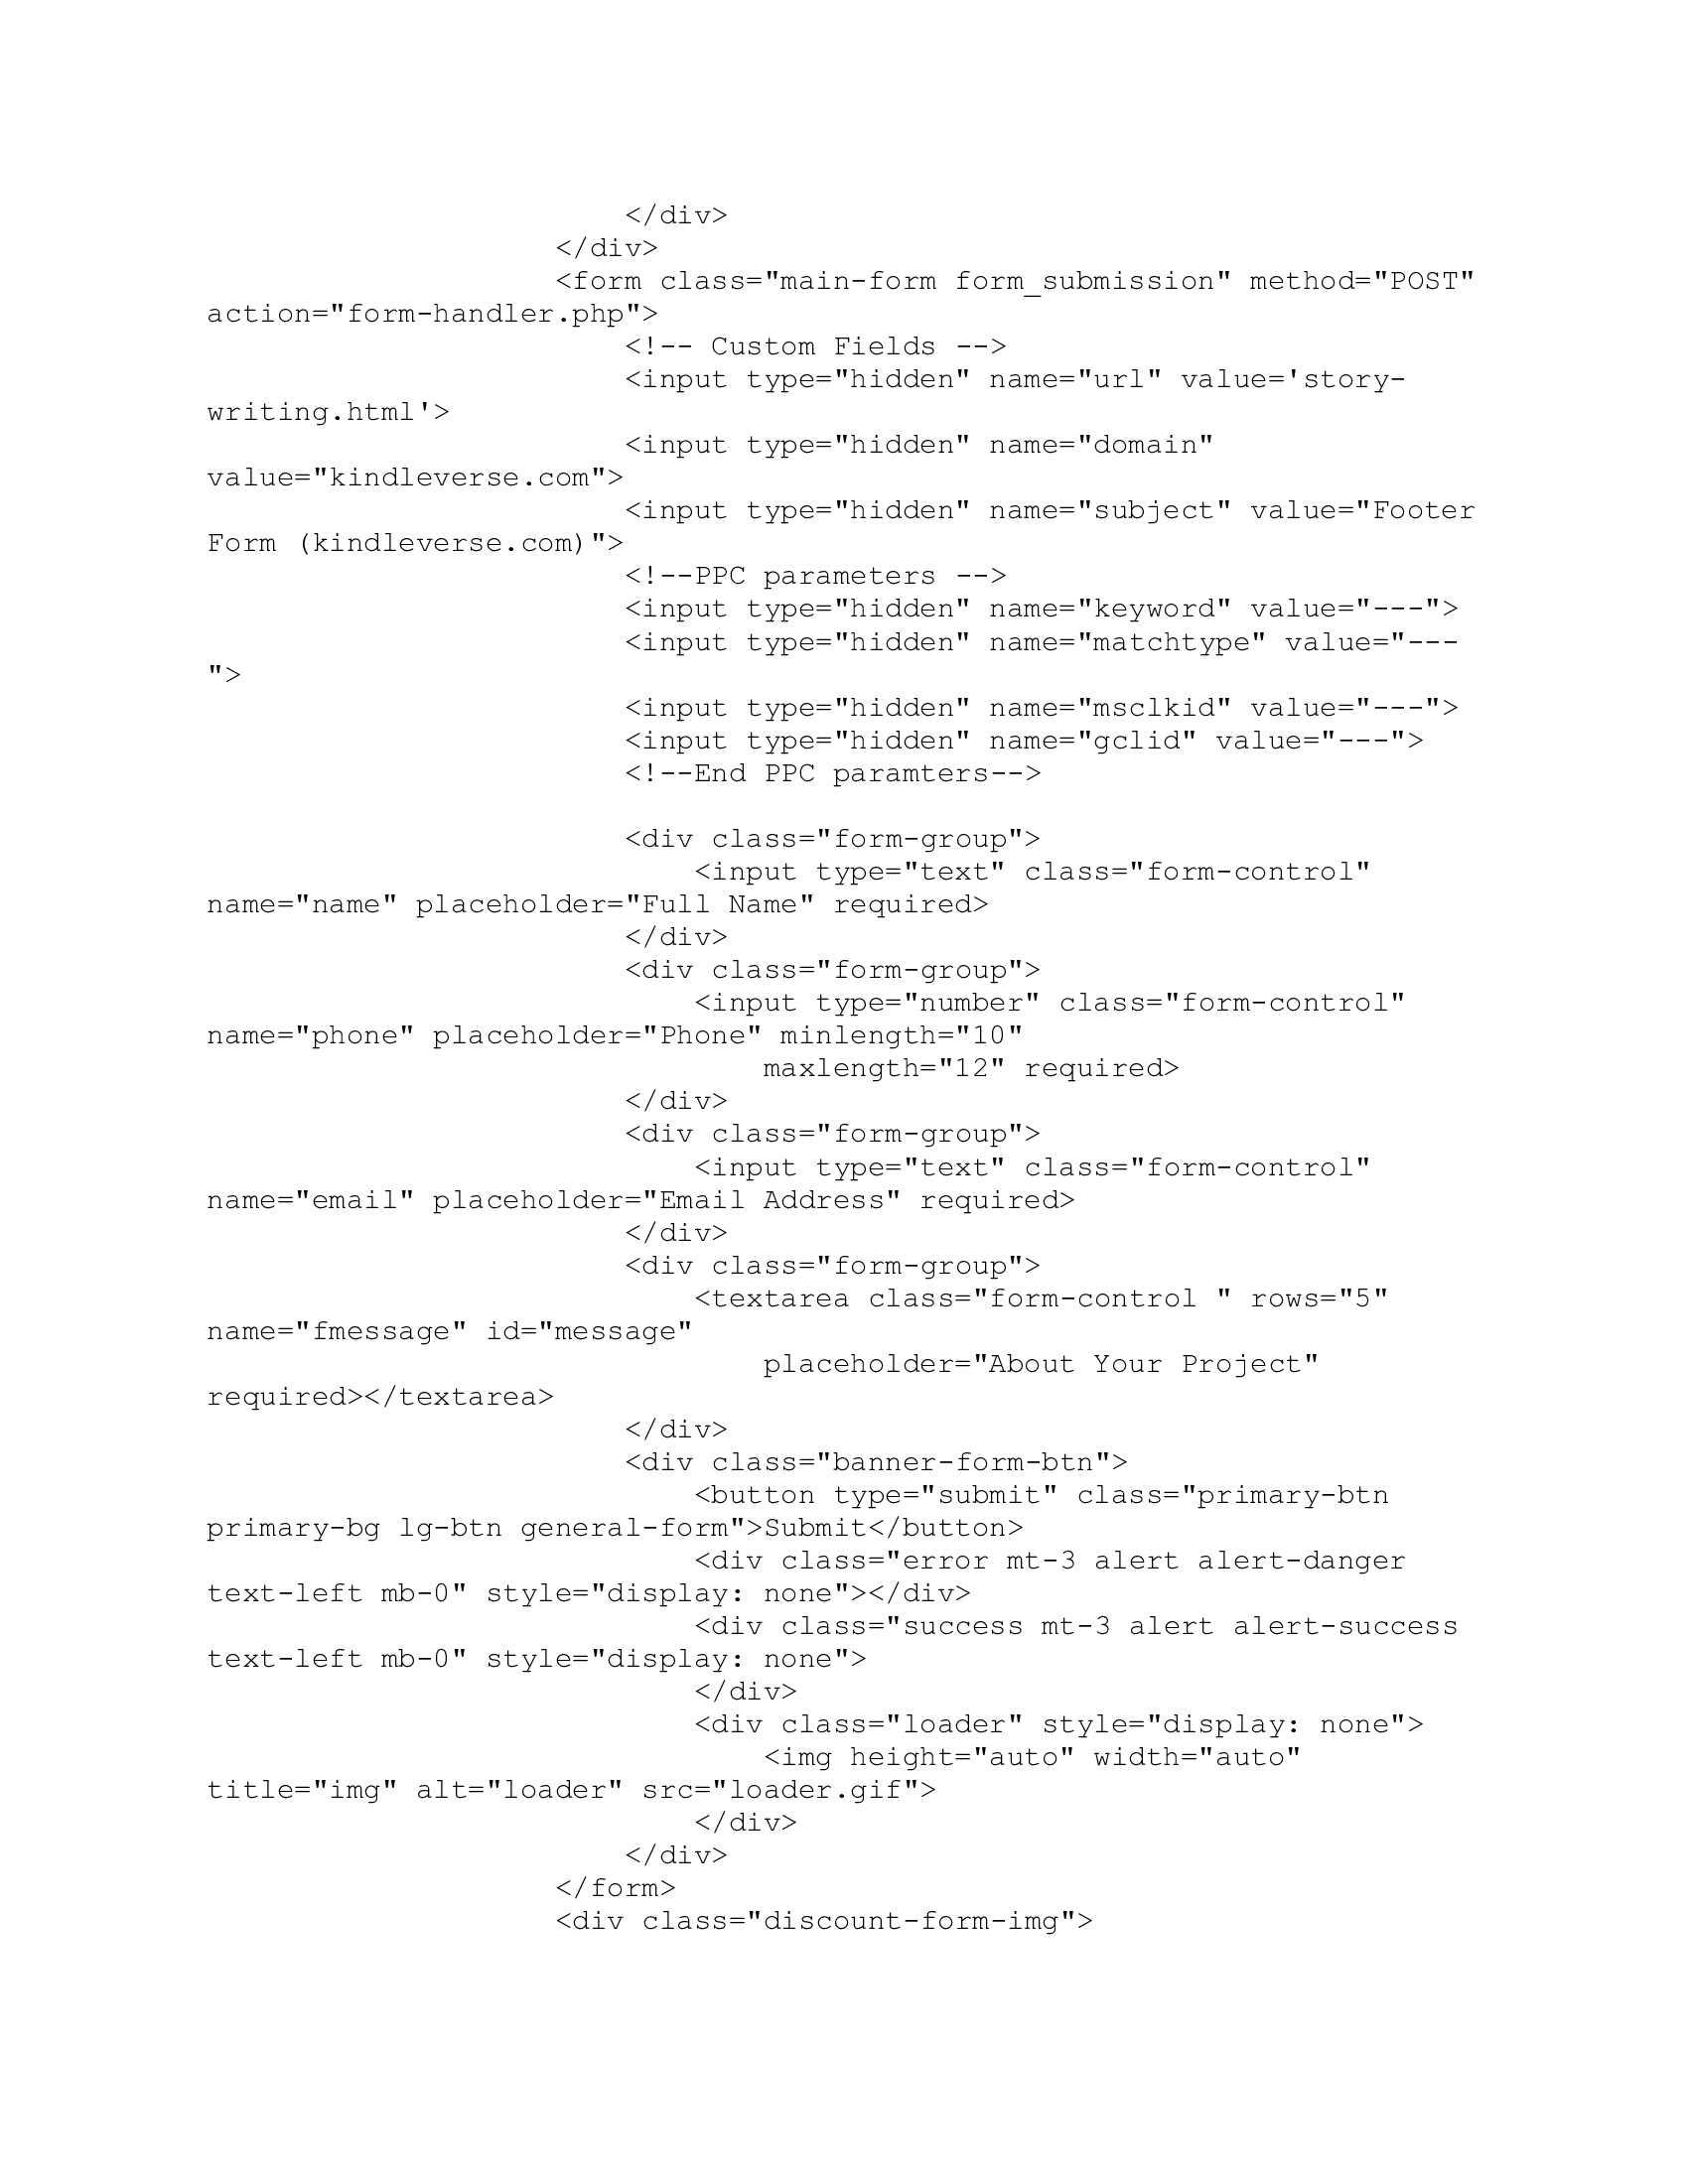 </div>
</div>
<form class="main-form form_submission" method="POST"
action="form-handler.php">
<!-- Custom Fields -->
<input type="hidden" name="url" value='story-
writing.html'>
<input type="hidden" name="domain"
value="kindleverse.com">
<input type="hidden" name="subject" value="Footer
Form (kindleverse.com)">
<!--PPC parameters -->
<input type="hidden" name="keyword" value="---">
<input type="hidden" name="matchtype" value="---
">
<input type="hidden" name="msclkid" value="---">
<input type="hidden" name="gclid" value="---">
<!--End PPC paramters-->
<div class="form-group">
<input type="text" class="form-control"
name="name" placeholder="Full Name" required>
</div>
<div class="form-group">
<input type="number" class="form-control"
name="phone" placeholder="Phone" minlength="10"
maxlength="12" required>
</div>
<div class="form-group">
<input type="text" class="form-control"
name="email" placeholder="Email Address" required>
</div>
<div class="form-group">
<textarea class="form-control " rows="5"
name="fmessage" id="message"
placeholder="About Your Project"
required></textarea>
</div>
<div class="banner-form-btn">
<button type="submit" class="primary-btn
primary-bg lg-btn general-form">Submit</button>
<div class="error mt-3 alert alert-danger
text-left mb-0" style="display: none"></div>
<div class="success mt-3 alert alert-success
text-left mb-0" style="display: none">
</div>
<div class="loader" style="display: none">
<img height="auto" width="auto"
title="img" alt="loader" src="loader.gif">
</div>
</div>
</form>
<div class="discount-form-img">